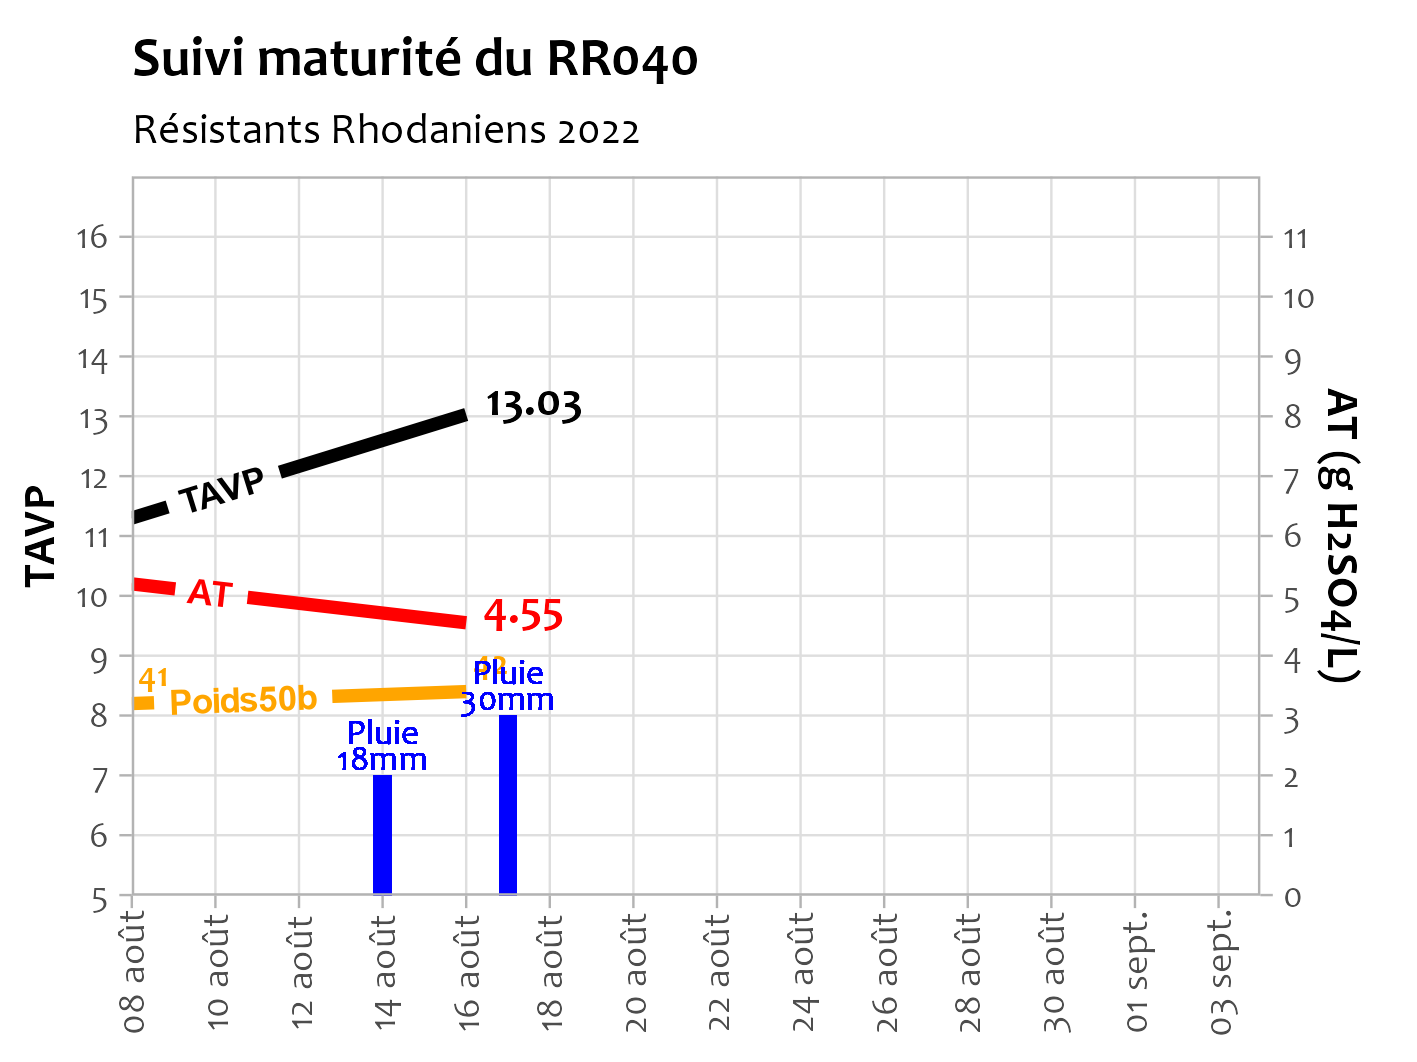 Suivi maturité du RR040
Résistants Rhodaniens 2022
TAVP
16
15
14
13
12
11
10
9
8
7
6
5
11
10
9
8
7
6
5
4
3
2
1
0
AT (g H2SO4/L)
TAVP
13.03
AT
4.55
41
Poids50b
42
Pluie
30mm
Pluie
18mm
08 août
10 août
12 août
14 août
16 août
18 août
20 août
22 août
24 août
26 août
28 août
30 août
01 sept.
03 sept.